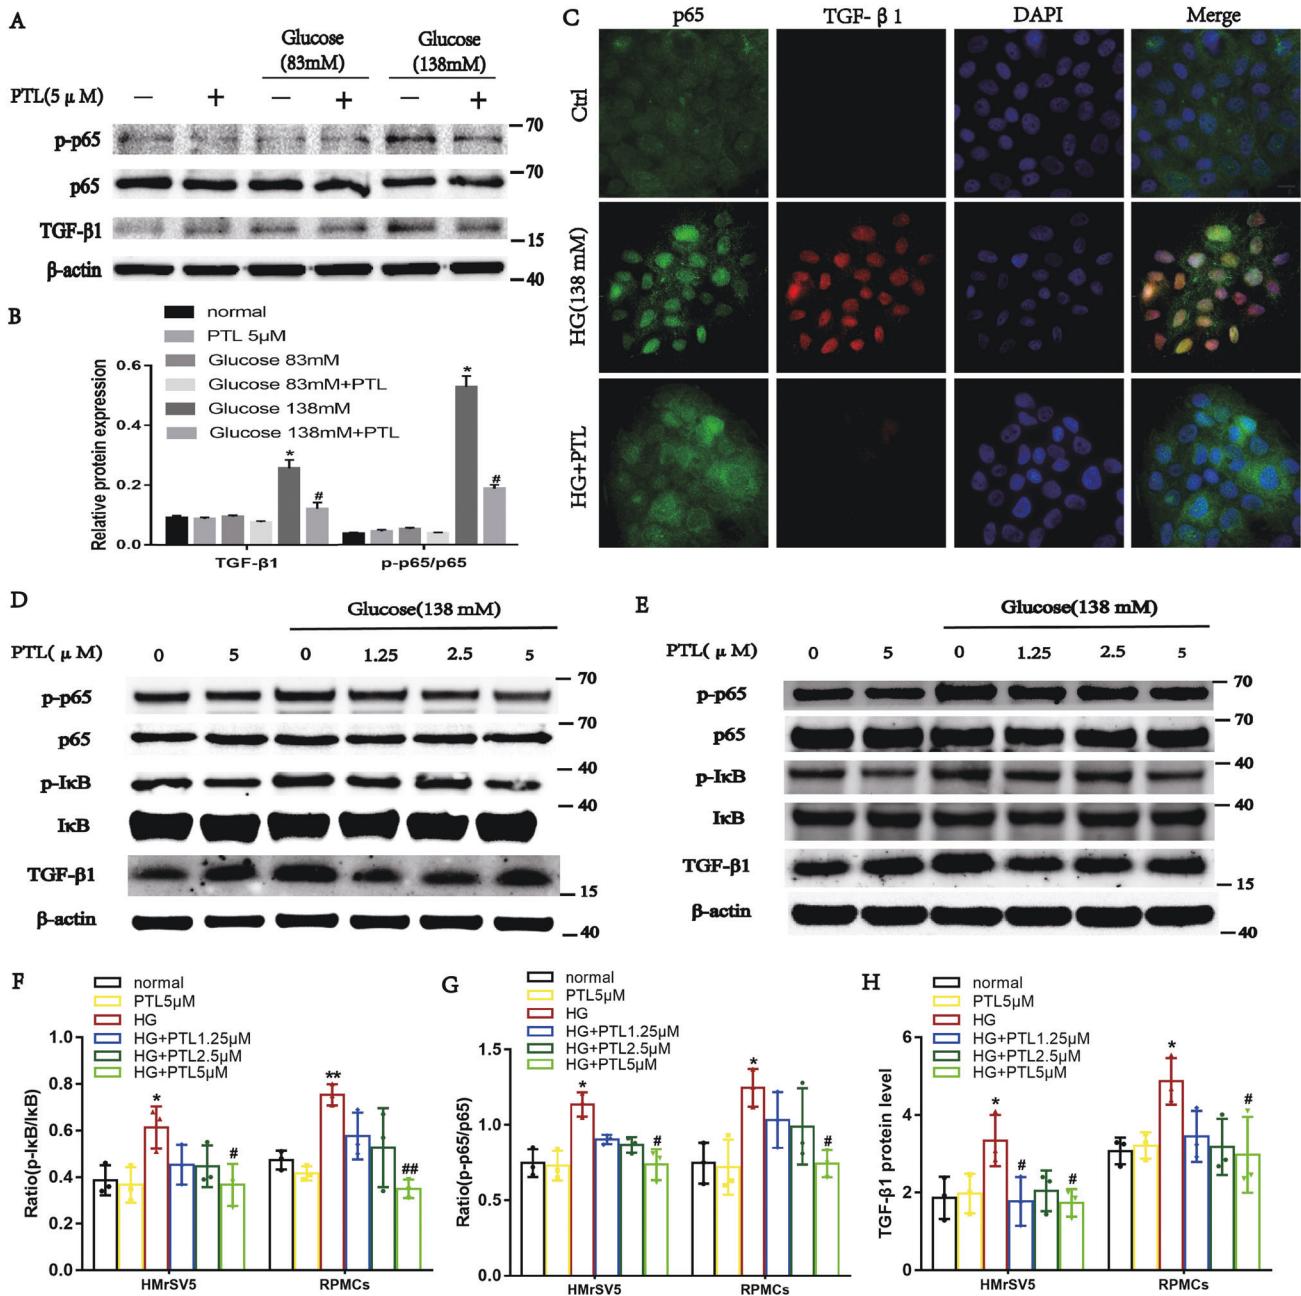 A
Glucose
(83mM)
Glucose
(138mM)
PTL(5 μ M)
— + — + — +
p-p65
70
p65
70
TGF-β1
15
β-actin
40
B
normal
PTL 5μM
Glucose 83mM
Glucose 83mM+PTL
Glucose 138mM
Glucose 138mM+PTL
Relative protein expression
0.6
0.4
0.2
0.0
* # * #
TGF-β1 p-p65/p65
C
p65 TGF- β 1 DAPI Merge
Ctrl
HG(138 mM)
HG+PTL
D
Glucose(138 mM)
PTL( μ M) 0 5 0 1.25 2.5 5
p-p65
70
p65
70
p-IκB
40
IκB
40
TGF-β1
15
β-actin
40
E
Glucose(138 mM)
PTL( μ M) 0 5 0 1.25 2.5 5
p-p65
70
p65
70
p-IκB
40
IκB
40
TGF-β1
15
β-actin
40
F
normal
PTL5μM
HG
HG+PTL1.25μM
HG+PTL2.5μM
HG+PTL5μM
Ratio(p-IκB/IκB)
1.0
0.8
0.6
0.4
0.2
0.0
* # ** ##
HMrSV5 RPMCs
G
normal
PTL5μM
HG
HG+PTL1.25μM
HG+PTL2.5μM
HG+PTL5μM
Ratio(p-p65/p65)
1.5
1.0
0.5
0.0
* # * #
HMrSV5 RPMCs
H
normal
PTL5μM
HG
HG+PTL1.25μM
HG+PTL2.5μM
HG+PTL5μM
TGF-β1 protein level
6
4
2
0
* # # * #
HMrSV5 RPMCs